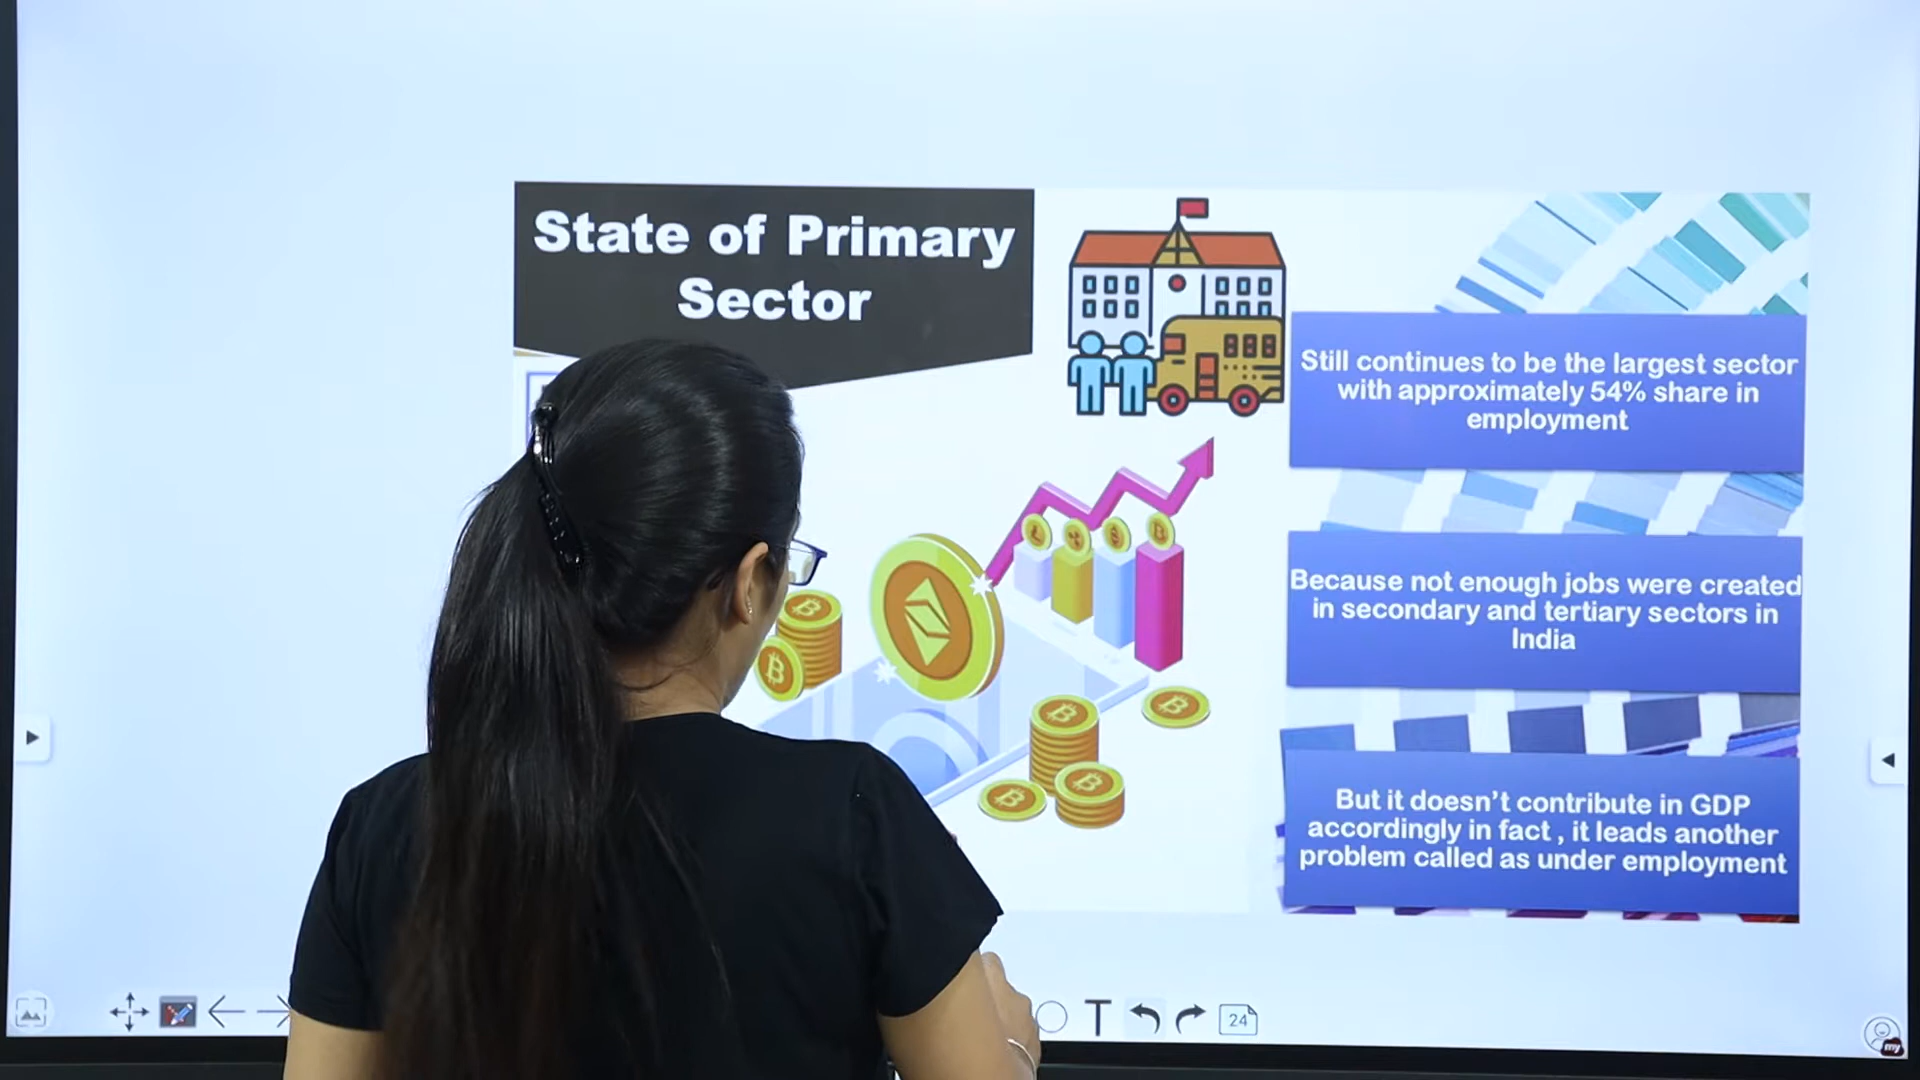 State of Primary
Sector
Still continues to be the largest sector
with approximately 54% share in
employment
Because not enough jobs were created
in secondary and tertiary sectors in
India
But it doesn't contribute in GDP
accordingly in fact , it leads another
problem called as under employment
T
24
my